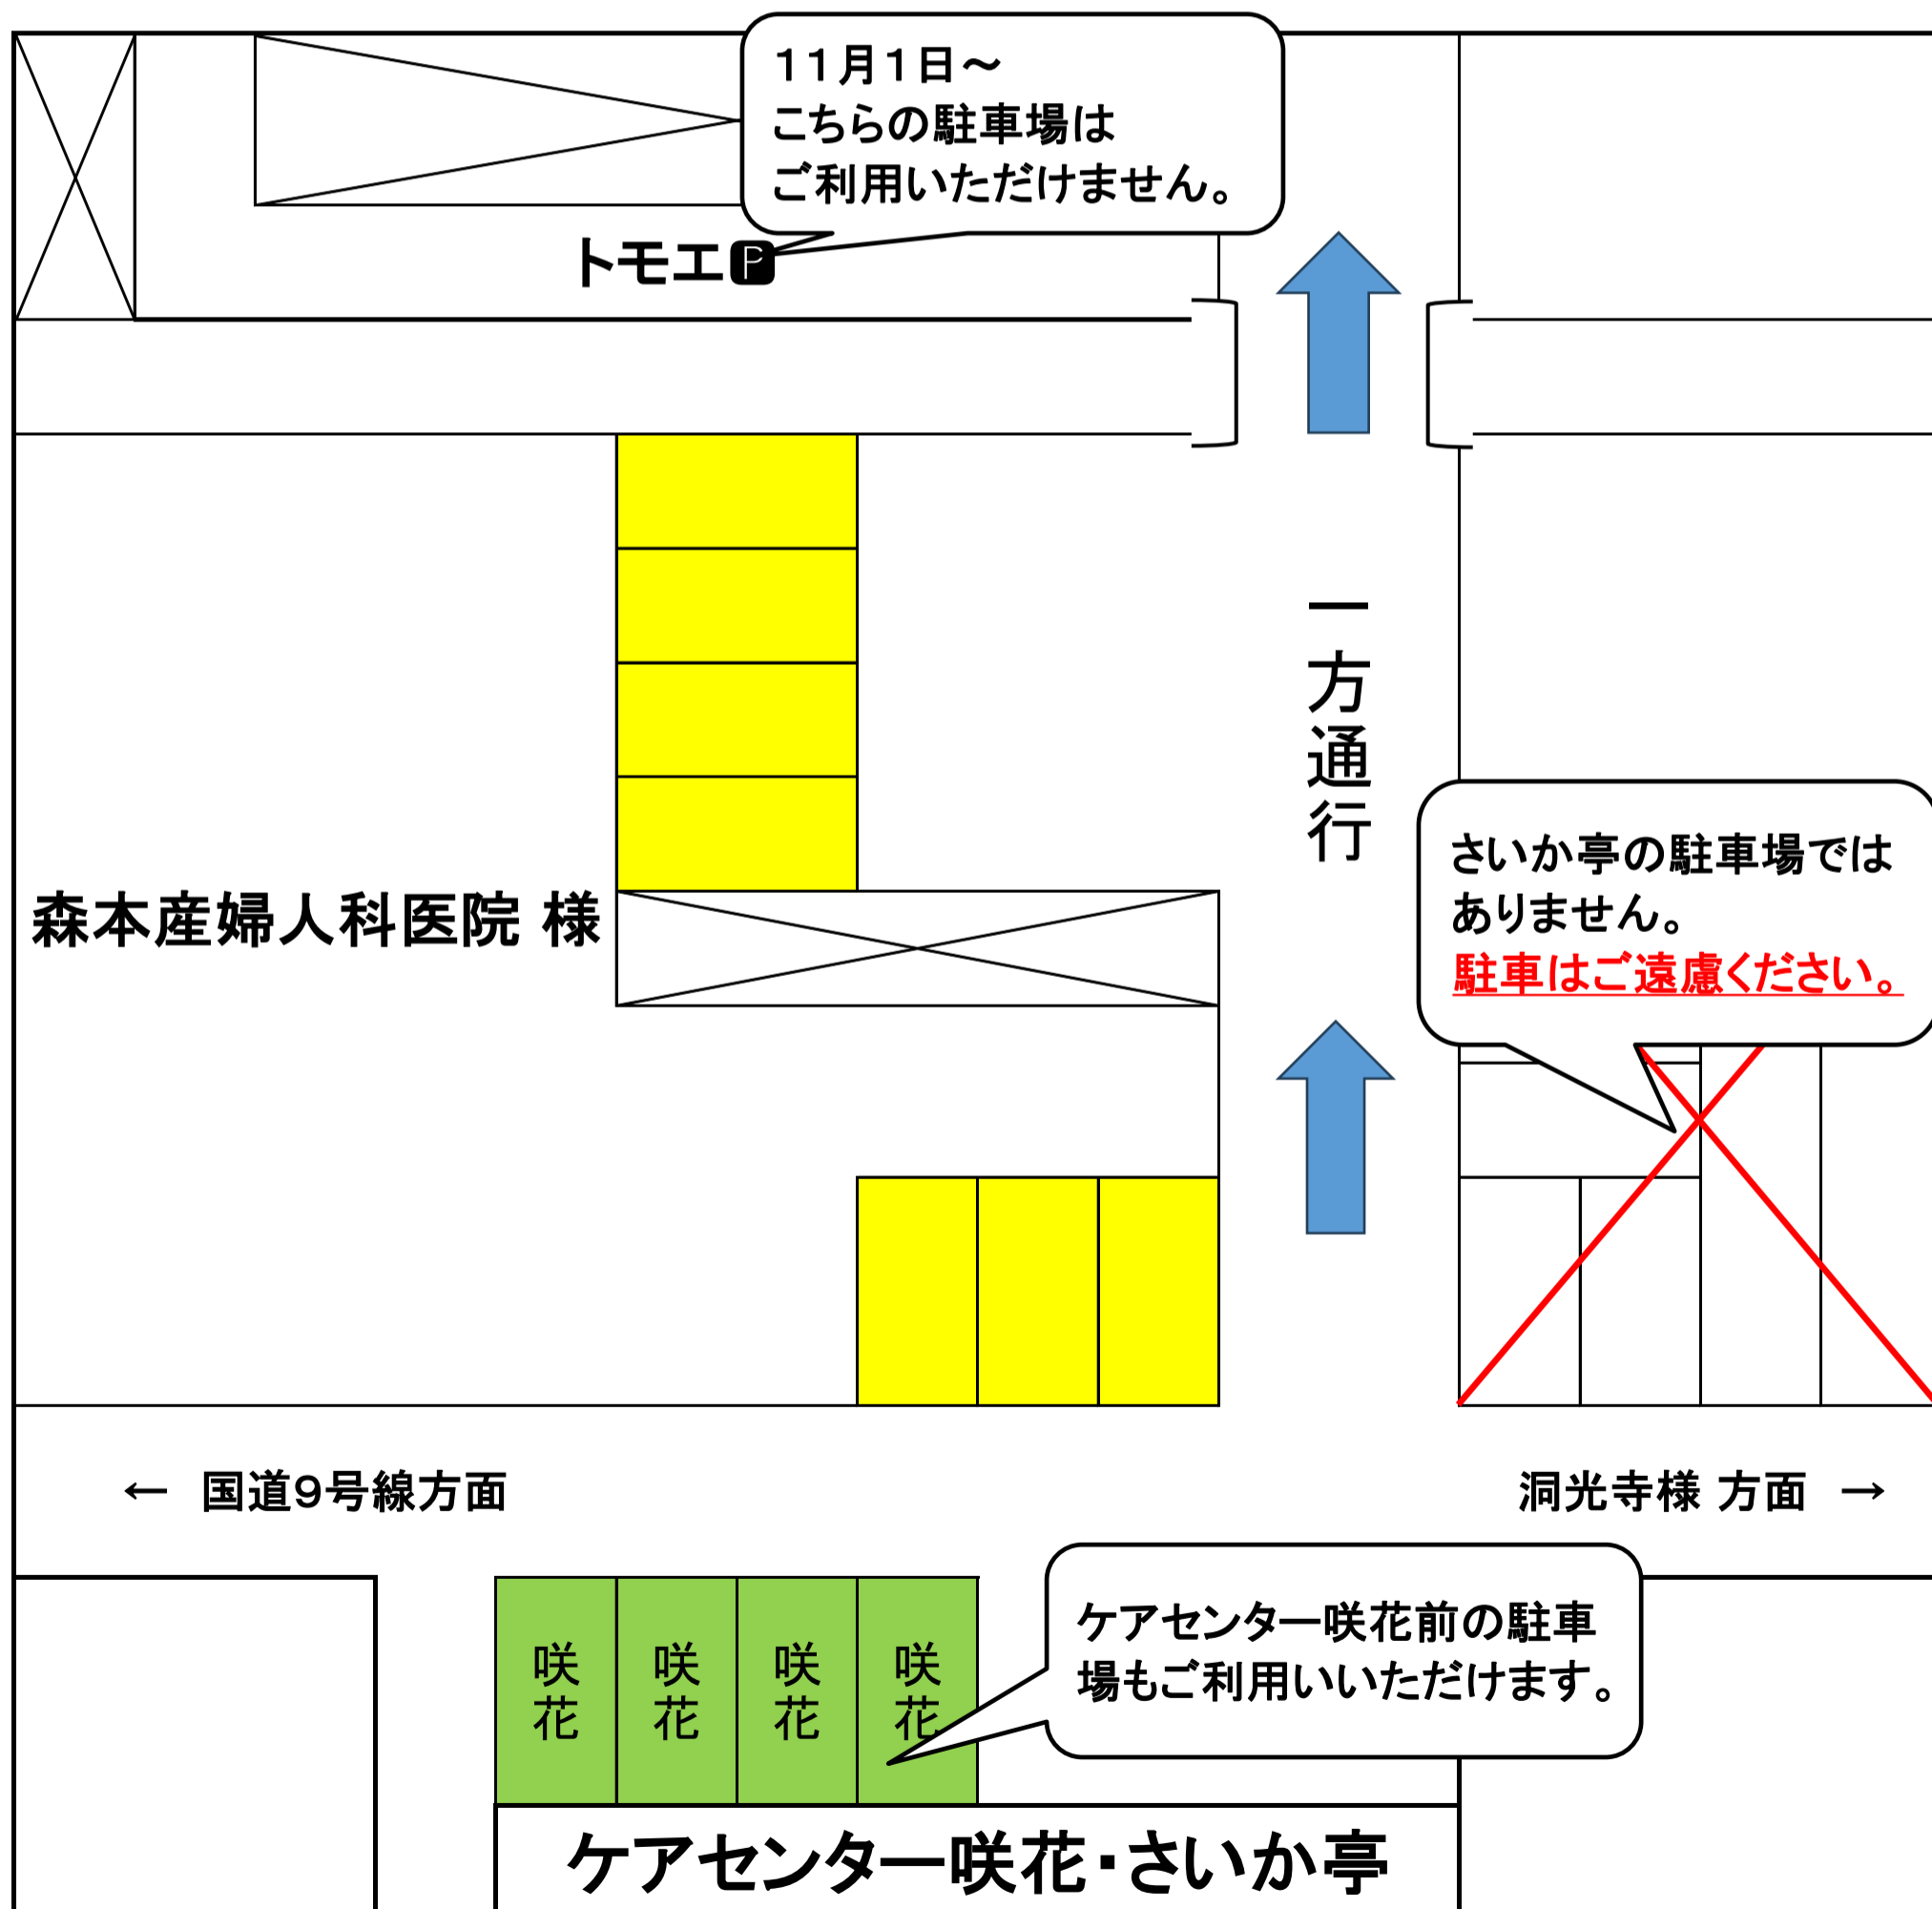 11月1日～
こちらの駐車場は
ご利用いただけません。
トモエ🅿
一方通行
さいか亭の駐車場では
ありません。
駐車はご遠慮ください。
森本産婦人科医院 様
← 国道9号線方面
洞光寺様 方面 →
咲花
咲花
咲花
咲花
ケアセンター咲花前の駐車
場もご利用いいただけます。
ケアセンター咲花・さいか亭